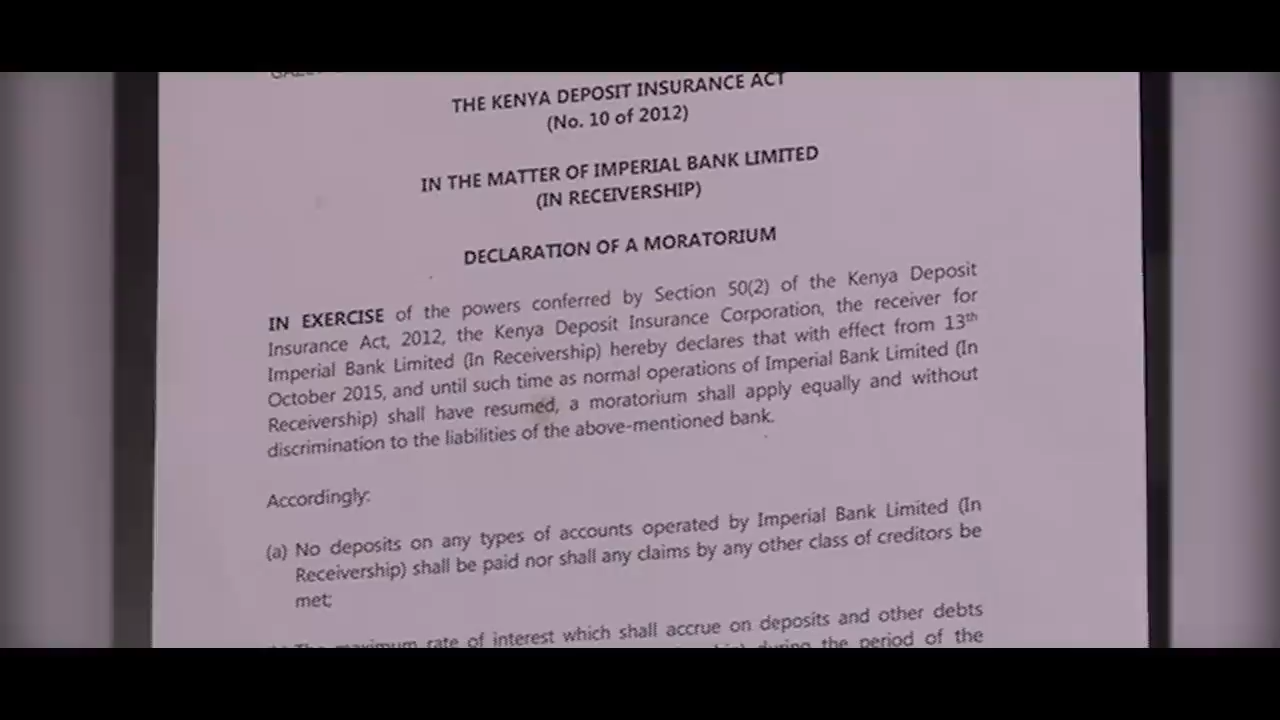 THE KENYA DEPOSIT INSURANCE ACT
(No. 10 of 2012)
IN THE MATTER OF IMPERIAL BANK LIMITED
(IN RECEIVERSHIP)
DECLARATION OF A MORATORIUM
IN EXERCISE of the powers conferred by Section 50(2) of the Kenya Deposit
Insurance Act, 2012, the Kenya Deposit Insurance Corporation, the receiver for
Imperial Bank Limited (In Receivership) hereby declares that with effect from 13th
October 2015, and until such time as normal operations of Imperial Bank Limited (In
Receivership) shall have resumed, a moratorium shall apply equally and without
discrimination to the liabilities of the above-mentioned bank.
Accordingly:
(a) No deposits on any types of accounts operated by Imperial Bank Limited (In
Receivership) shall be paid nor shall any claims by any other class of creditors be
met;
The maximum rate of interest which shall accrue on deposits and other debts
during the period of the